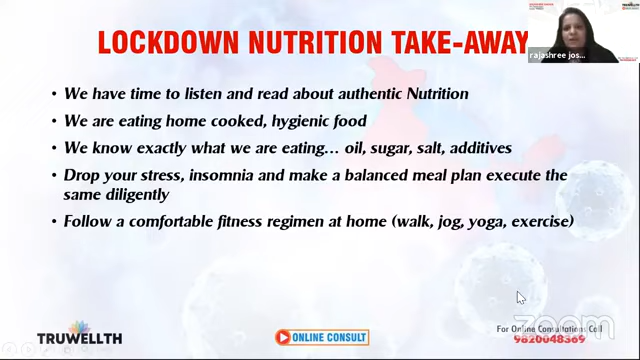 LOCKDOWN NUTRITION TAKE-AWAY
rajashree jos...
• We have time to listen and read about authentic Nutrition
• We are eating home cooked, hygienic food
• We know exactly what we are eating... oil, sugar, salt, additives
• Drop your stress, insomnia and make a balanced meal plan execute the
same diligently
• Follow a comfortable fitness regimen at home (walk, jog, yoga, exercise)
TRUWELLTH
ONLINE CONSULT
For Online Consultations Call
9820048369
zoom